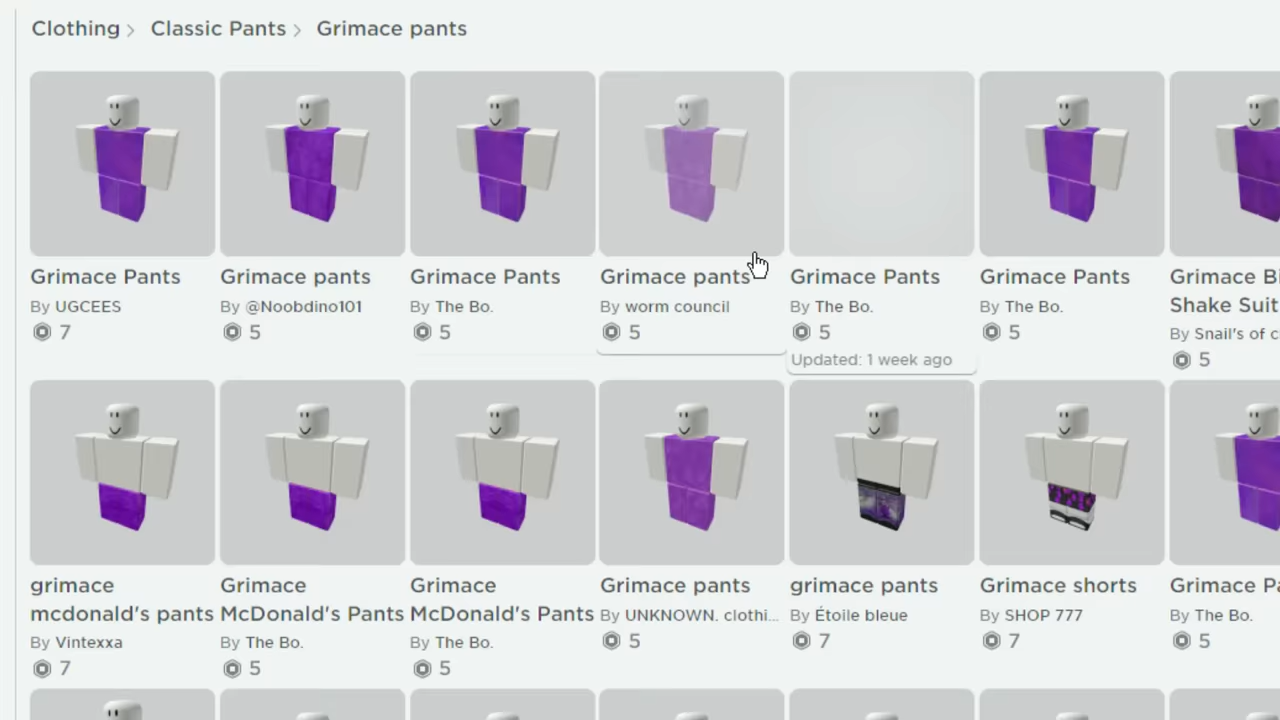 Clothing > Classic Pants > Grimace pants
Grimace Pants
By UGCEES
7
Grimace pants
By @Noobdino101
5
Grimace Pants
By The Bo.
5
Grimace pants
By worm council
5
Grimace Pants
By The Bo.
5
Updated: 1 week ago
Grimace Pants
By The Bo.
5
Grimace
Shake Suit
By Snail's of
5
grimace
mcdonald's pants
By Vintexxa
7
Grimace
McDonald's Pants
By The Bo.
5
Grimace
McDonald's Pants
By The Bo.
5
Grimace pants
By UNKNOWN. clothi...
5
grimace pants
By Étoile bleue
7
Grimace shorts
By SHOP 777
7
Grimace Pa
By The Bo.
5